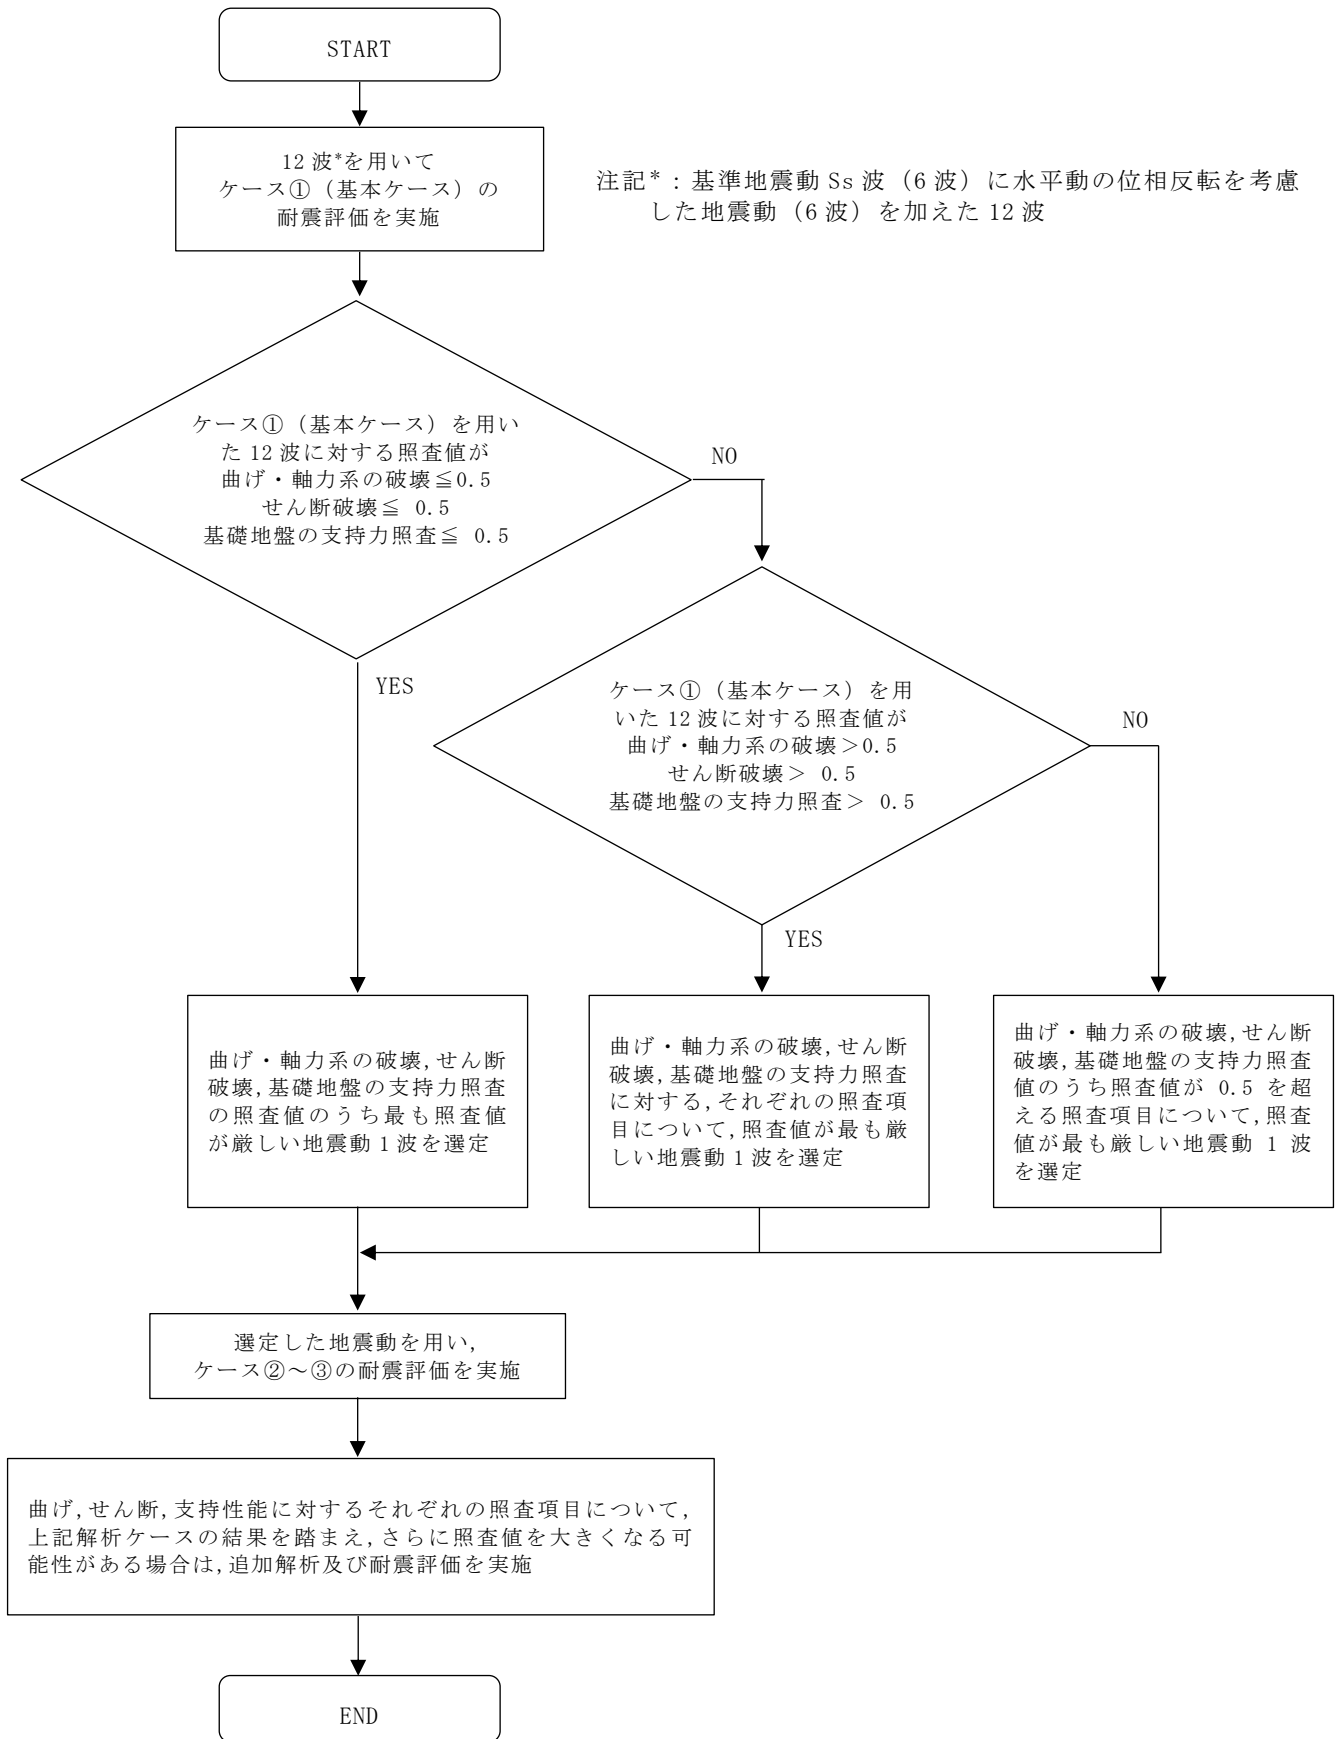 START
12 波*を用いて
ケース①（基本ケース）の
耐震評価を実施
注記*：基準地震動 Ss 波（6 波）に水平動の位相反転を考慮
した地震動（6 波）を加えた 12 波
ケース①（基本ケース）を用い
た 12 波に対する照査値が
曲げ・軸力系の破壊≦0.5
せん断破壊≦ 0.5
基礎地盤の支持力照査≦ 0.5
NO
YES
ケース①（基本ケース）を用
いた 12 波に対する照査値が
曲げ・軸力系の破壊＞0.5
せん断破壊＞ 0.5
基礎地盤の支持力照査＞ 0.5
NO
YES
曲げ・軸力系の破壊,せん断
破壊,基礎地盤の支持力照査
の照査値のうち最も照査値
が厳しい地震動 1 波を選定
曲げ・軸力系の破壊,せん断
破壊,基礎地盤の支持力照査
に対する,それぞれの照査項
目について,照査値が最も厳
しい地震動 1 波を選定
曲げ・軸力系の破壊,せん断
破壊,基礎地盤の支持力照査
値のうち照査値が 0.5 を超
える照査項目について,照査
値が最も厳しい地震動 1 波
を選定
選定した地震動を用い,
ケース②～③の耐震評価を実施
曲げ,せん断,支持性能に対するそれぞれの照査項目について,
上記解析ケースの結果を踏まえ,さらに照査値を大きくなる可
能性がある場合は,追加解析及び耐震評価を実施
END